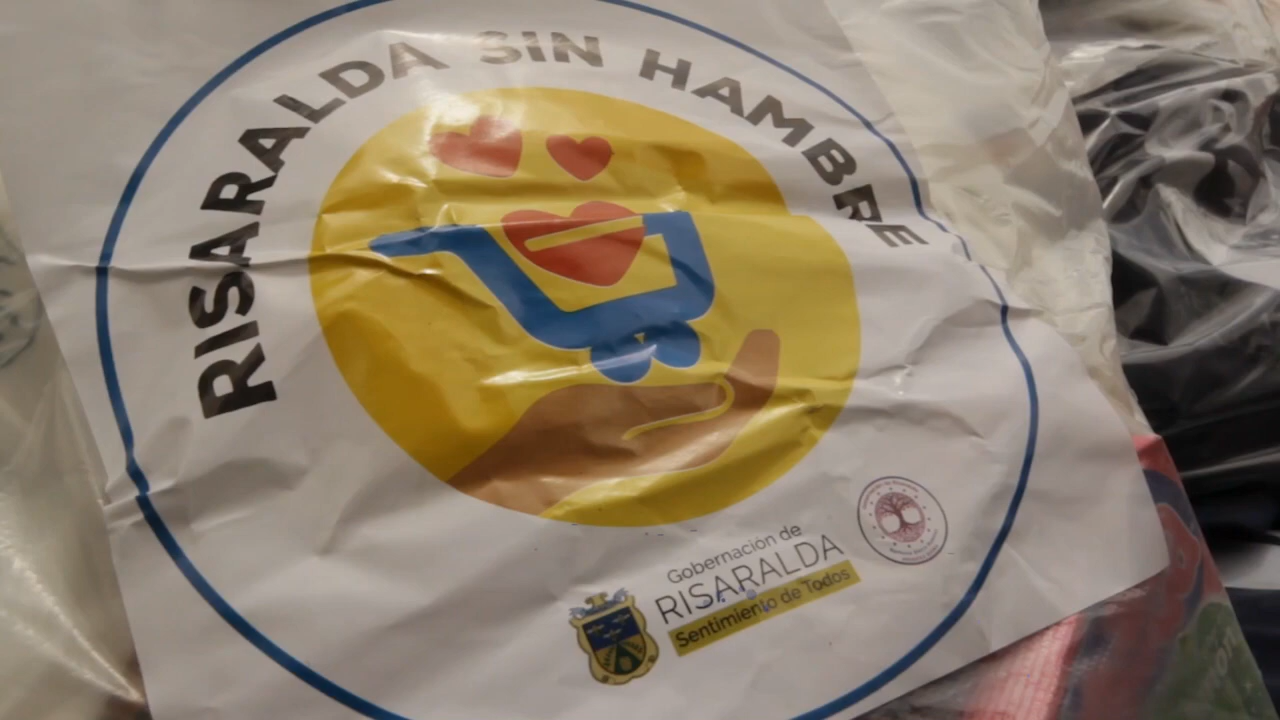 RISARALDA SIN HAMBRE
Gobernación de
RISARALDA
Sentimiento de Todos